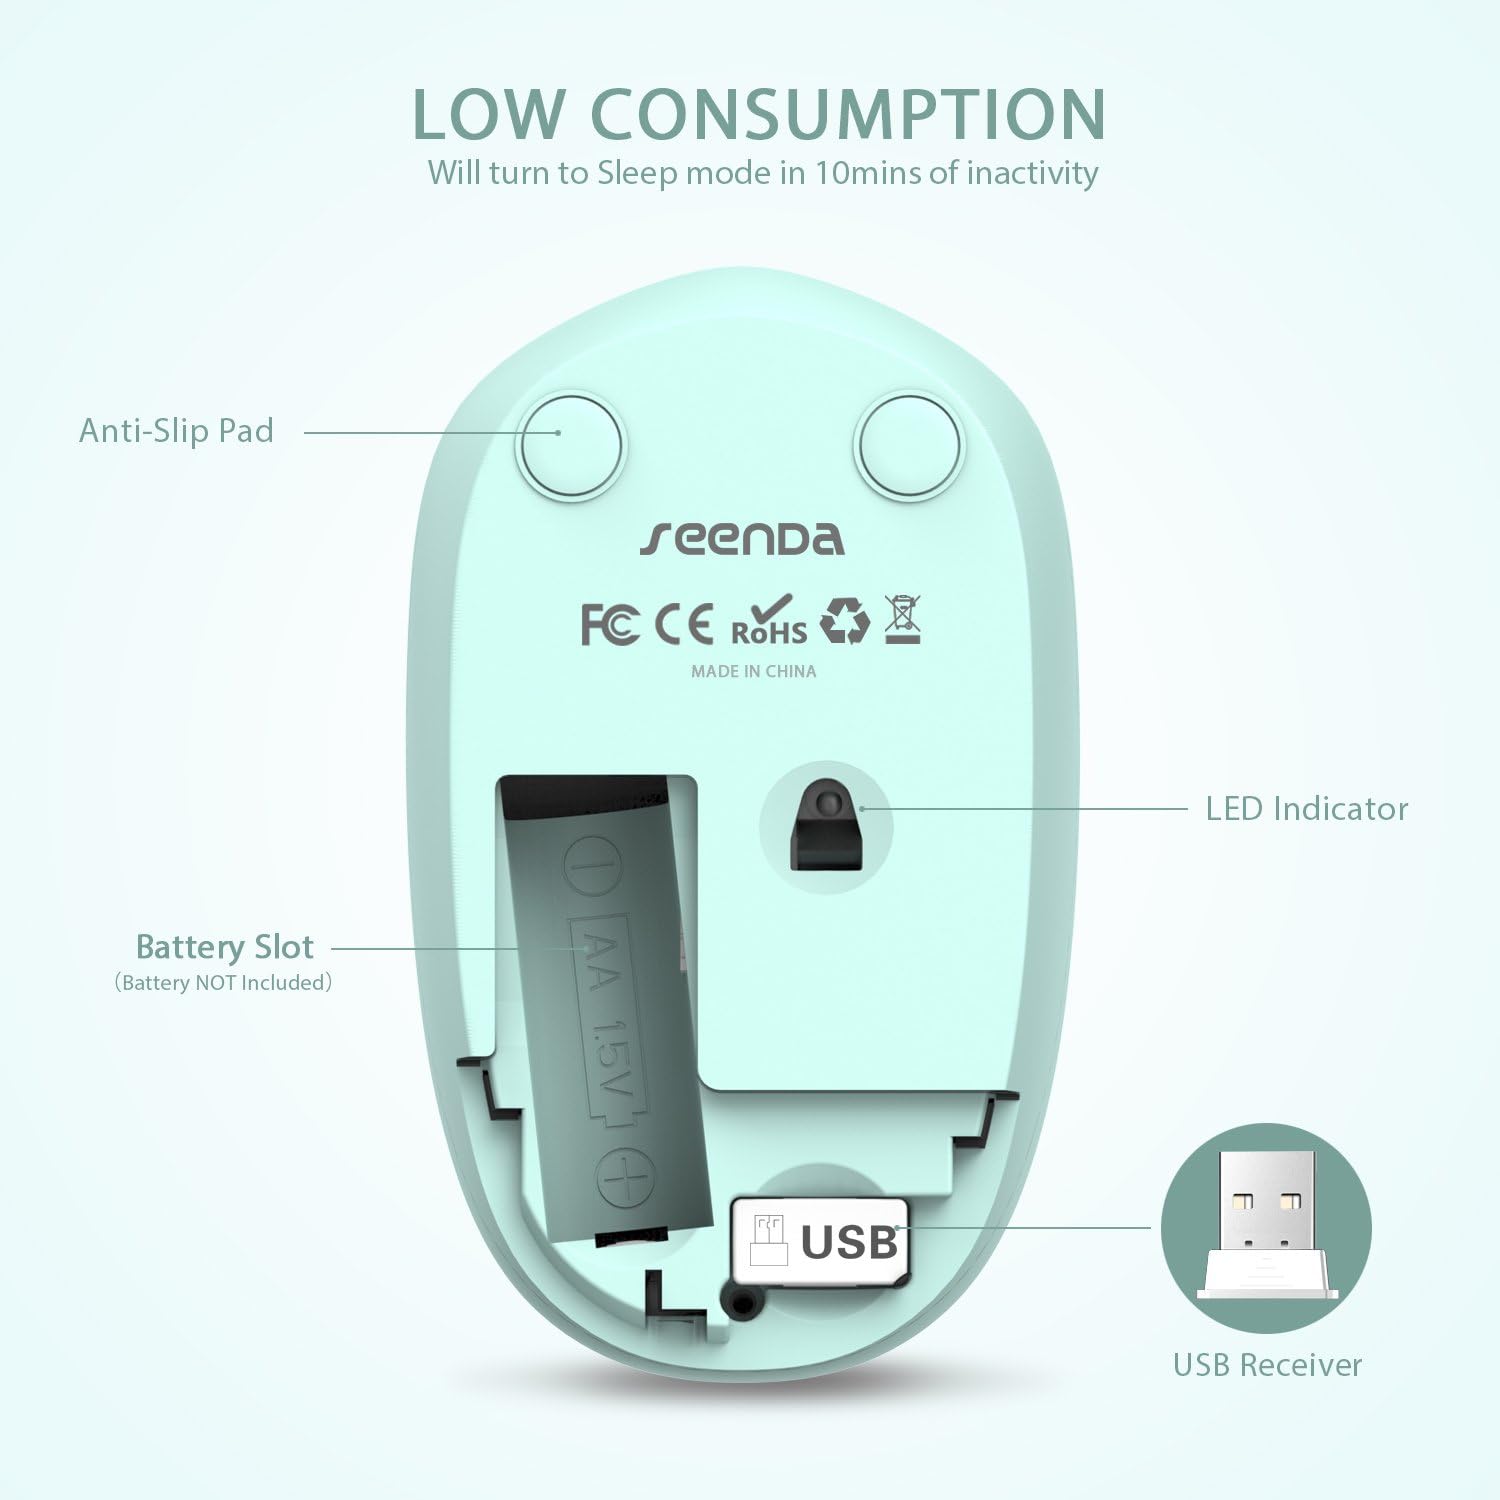 LOW CONSUMPTION
Will turn to Sleep mode in 10mins of inactivity
Anti-Slip Pad
seenDa
FC CE RoHS
MADE IN CHINA
LED Indicator
Battery Slot
(Battery NOT Included)
AA 1.5V
USB
USB Receiver